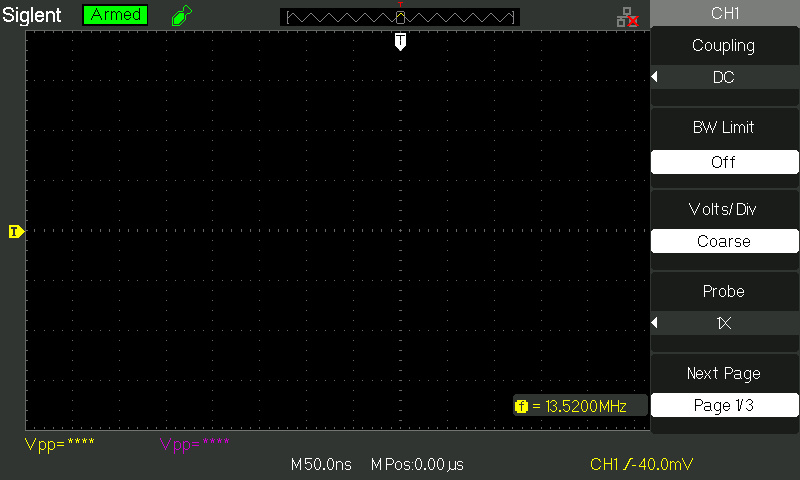 Siglent Armed CH1
T
Coupling
DC
BW Limit
Off
Volts/Div
T Coarse
Probe
1X
Next Page
f = 13.5200MHz Page 1/3
Vpp=**** Vpp=****
M 50.0ns M Pos:0.00µs CH1 -40.0mV